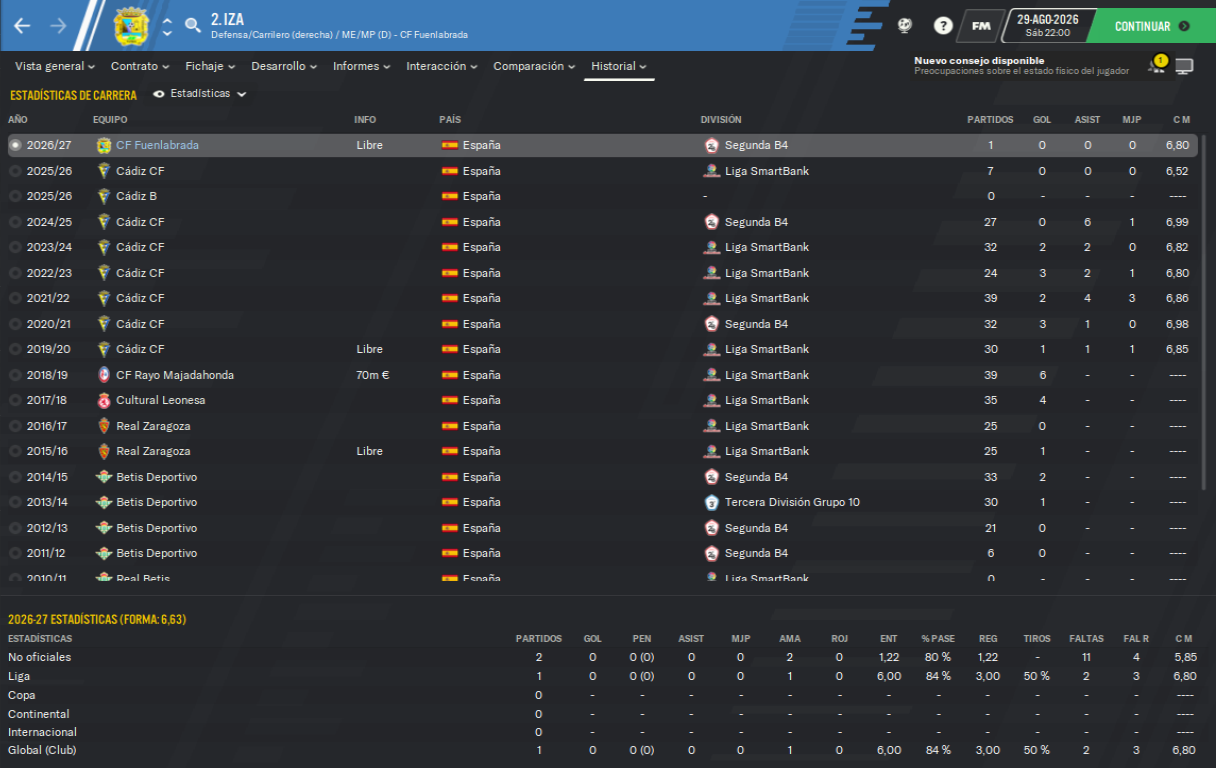 2. IZA
Defensa/Carrilero (derecha) / ME/MP (D) - CF Fuenlabrada
? FM 29-AGO-2026 CONTINUAR
Sáb 22:00
Vista general Contrato Fichaje Desarrollo Informes Interacción Comparación Historial
Nuevo consejo disponible 1
Preocupaciones sobre el estado físico del jugador
ESTADÍSTICAS DE CARRERA Estadísticas
AÑO EQUIPO INFO PAÍS DIVISIÓN PARTIDOS GOL ASIST MJP C M
2026/27 CF Fuenlabrada Libre España Segunda B4 1 0 0 0 6,80
2025/26 Cádiz CF España Liga SmartBank 7 0 0 0 6,52
2025/26 Cádiz B España - 0 - - - ----
2024/25 Cádiz CF España Segunda B4 27 0 6 1 6,99
2023/24 Cádiz CF España Liga SmartBank 32 2 2 0 6,82
2022/23 Cádiz CF España Liga SmartBank 24 3 2 1 6,80
2021/22 Cádiz CF España Liga SmartBank 39 2 4 3 6,86
2020/21 Cádiz CF España Segunda B4 32 3 1 0 6,98
2019/20 Cádiz CF Libre España Liga SmartBank 30 1 1 1 6,85
2018/19 CF Rayo Majadahonda 70m € España Liga SmartBank 39 6 - - ----
2017/18 Cultural Leonesa España Liga SmartBank 35 4 - - ----
2016/17 Real Zaragoza España Liga SmartBank 25 0 - - ----
2015/16 Real Zaragoza Libre España Liga SmartBank 25 1 - - ----
2014/15 Betis Deportivo España Segunda B4 33 2 - - ----
2013/14 Betis Deportivo España Tercera División Grupo 10 30 1 - - ----
2012/13 Betis Deportivo España Segunda B4 21 0 - - ----
2011/12 Betis Deportivo España Segunda B4 6 0 - - ----
2010/11 Real Betis España Liga SmartBank 0 - - - ----
2026-27 ESTADÍSTICAS (FORMA: 6,63)
ESTADÍSTICAS PARTIDOS GOL PEN ASIST MJP AMA ROJ ENT % PASE REG TIROS FALTAS FAL R C M
No oficiales 2 0 0 (0) 0 0 2 0 1,22 80 % 1,22 - 11 4 5,85
Liga 1 0 0 (0) 0 0 1 0 6,00 84 % 3,00 50 % 2 3 6,80
Copa 0 - - - - - - - - - - - - ----
Continental 0 - - - - - - - - - - - - ----
Internacional 0 - - - - - - - - - - - - ----
Global (Club) 1 0 0 (0) 0 0 1 0 6,00 84 % 3,00 50 % 2 3 6,80